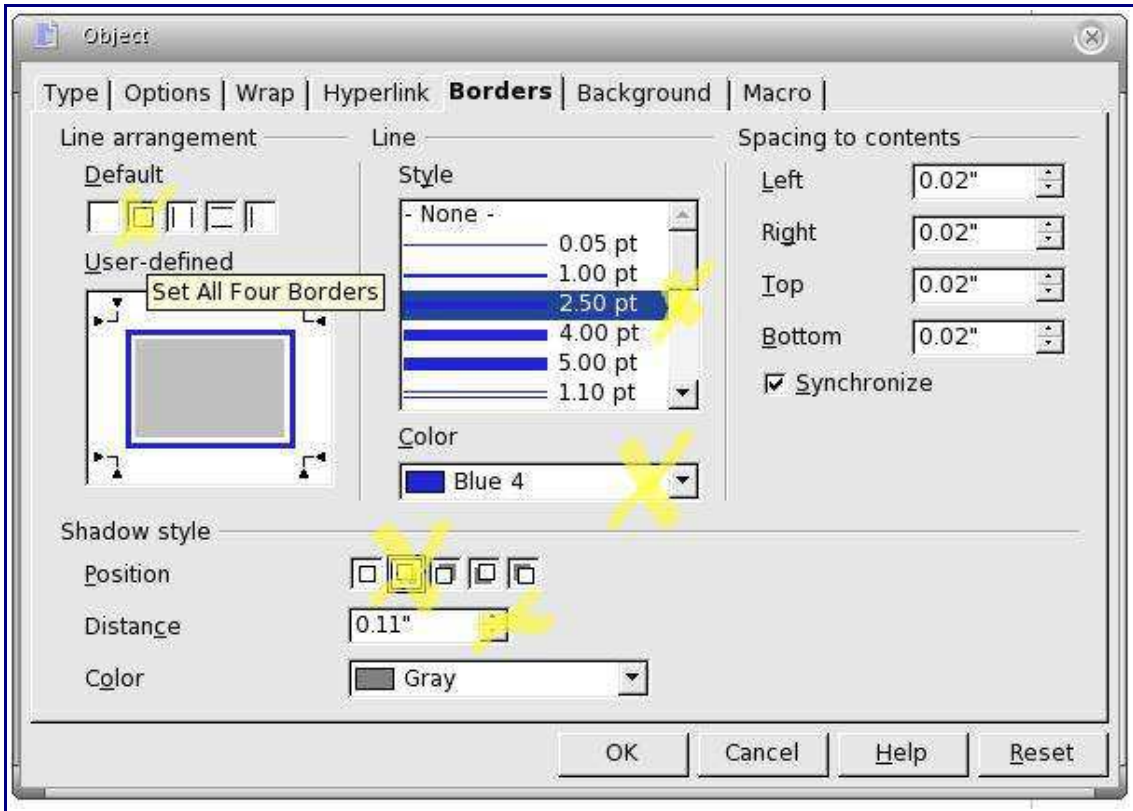 Object
Type | Options | Wrap | Hyperlink Borders | Background | Macro |
Line arrangement
Default
User-defined
Set All Four Borders
Line
Style
- None -
0.05 pt
1.00 pt
2.50 pt
4.00 pt
5.00 pt
1.10 pt
Color
Blue 4
Spacing to contents
Left 0.02"
Right 0.02"
Top 0.02"
Bottom 0.02"
Synchronize
Shadow style
Position
Distance 0.11"
Color Gray
OK Cancel Help Reset